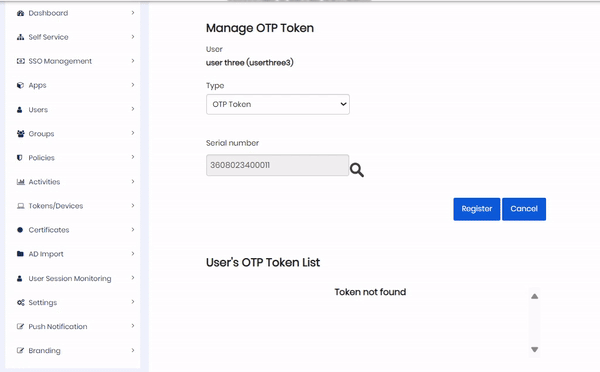 Dashboard
Self Service
SSO Management
Apps
Users
Groups
Policies
Activities
Tokens/Devices
Certificates
AD Import
User Session Monitoring
Settings
Push Notification
Branding
Manage OTP Token
User
user three (userthree3)
Type
OTP Token
Serial number
3608023400011
Register Cancel
User's OTP Token List
Token not found